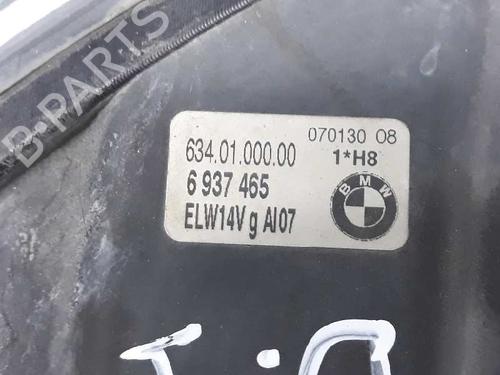 B-PARTS
070130 08
634.01.000.00
1*H8
6 937 465
BMW
ELW14V g AI07